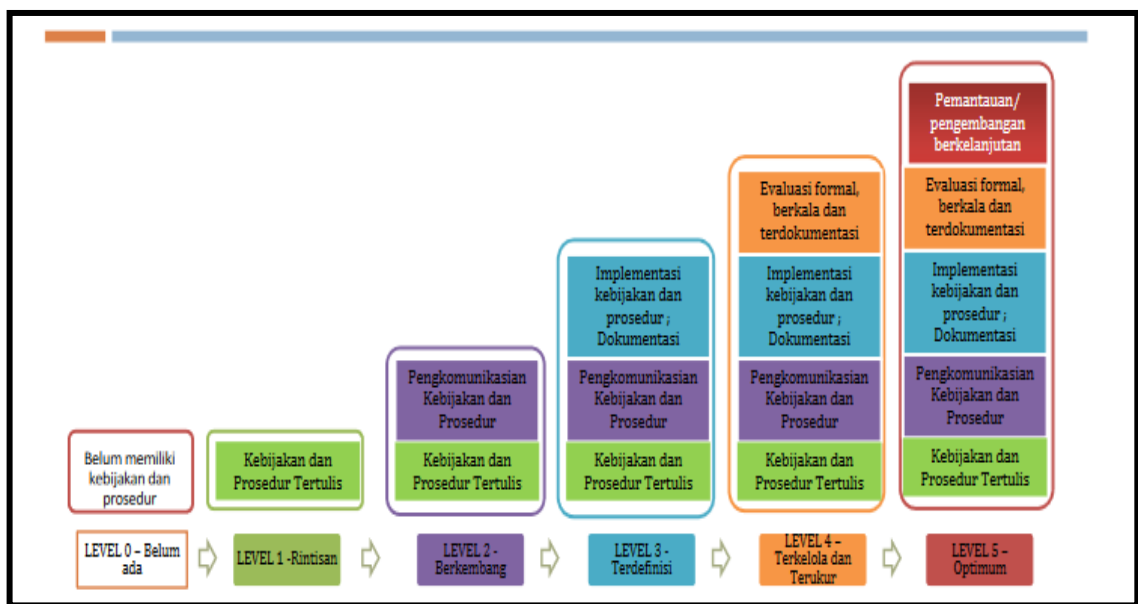 Belum memiliki
kebijakan dan
prosedur
LEVEL 0 – Belum
ada
Kebijakan dan
Prosedur Tertulis
LEVEL 1 -Rintisan
Pengkomunikasian
Kebijakan dan
Prosedur
Kebijakan dan
Prosedur Tertulis
LEVEL 2 -
Berkembang
Implementasi
kebijakan dan
prosedur ;
Dokumentasi
Pengkomunikasian
Kebijakan dan
Prosedur
Kebijakan dan
Prosedur Tertulis
LEVEL 3 -
Terdefinisi
Evaluasi formal,
berkala dan
terdokumentasi
Implementasi
kebijakan dan
prosedur ;
Dokumentasi
Pengkomunikasian
Kebijakan dan
Prosedur
Kebijakan dan
Prosedur Tertulis
LEVEL 4 –
Terkelola dan
Terukur
Pemantauan/
pengembangan
berkelanjutan
Evaluasi formal,
berkala dan
terdokumentasi
Implementasi
kebijakan dan
prosedur ;
Dokumentasi
Pengkomunikasian
Kebijakan dan
Prosedur
Kebijakan dan
Prosedur Tertulis
LEVEL 5 –
Optimum